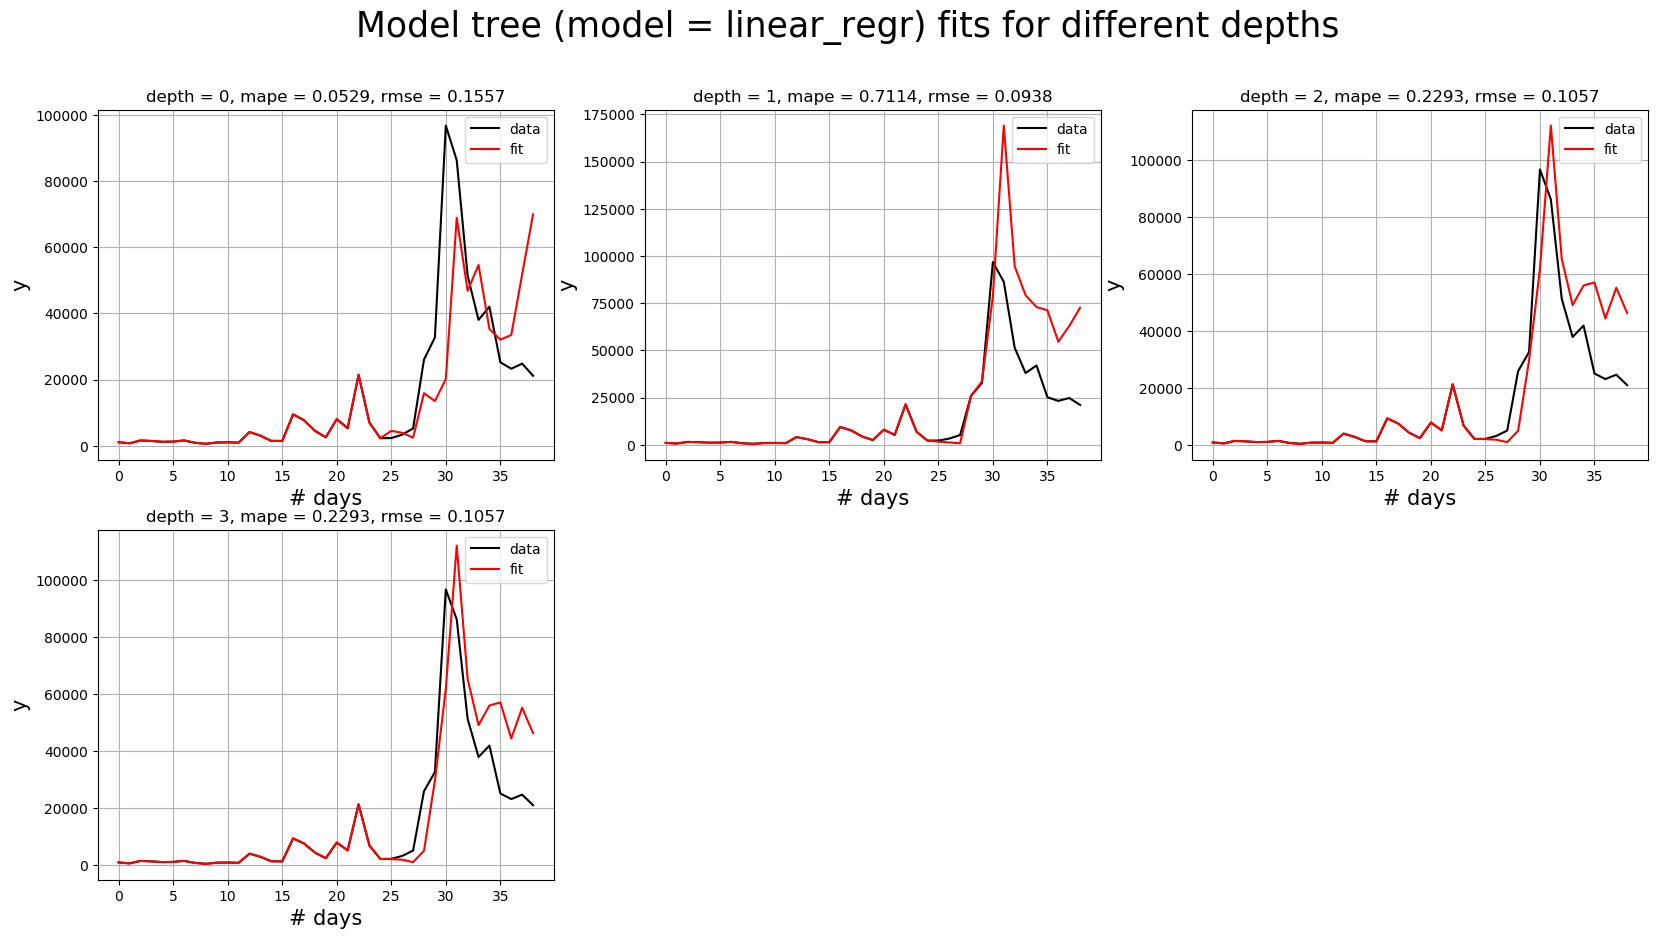 Model tree (model = linear_regr) fits for different depths
depth = 0, mape = 0.0529, rmse = 0.1557
100000
80000
60000
40000
20000
0
y
data
fit
0 5 10 15 20 25 30 35
# days
depth = 1, mape = 0.7114, rmse = 0.0938
175000
150000
125000
100000
75000
50000
25000
0
y
data
fit
0 5 10 15 20 25 30 35
# days
depth = 2, mape = 0.2293, rmse = 0.1057
100000
80000
60000
40000
20000
0
y
data
fit
0 5 10 15 20 25 30 35
# days
depth = 3, mape = 0.2293, rmse = 0.1057
100000
80000
60000
40000
20000
0
y
data
fit
0 5 10 15 20 25 30 35
# days